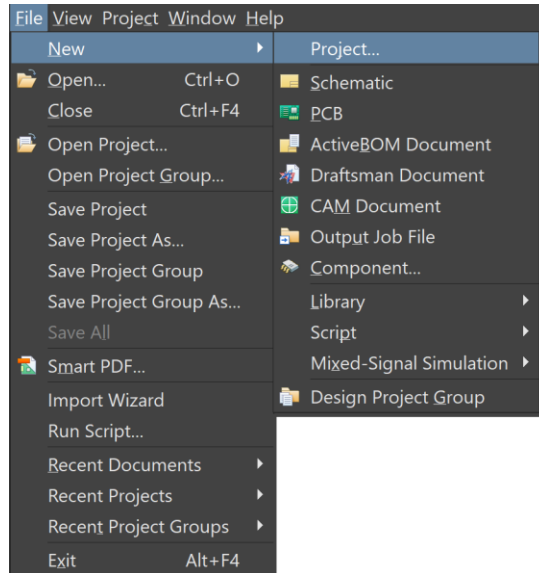 File View Project Window Help
New
Open... Ctrl+O
Close Ctrl+F4
Open Project...
Open Project Group...
Save Project
Save Project As...
Save Project Group
Save Project Group As...
Save All
Smart PDF...
Import Wizard
Run Script...
Recent Documents
Recent Projects
Recent Project Groups
Exit Alt+F4
Project...
Schematic
PCB
ActiveBOM Document
Draftsman Document
CAM Document
Output Job File
Component...
Library
Script
Mixed-Signal Simulation
Design Project Group